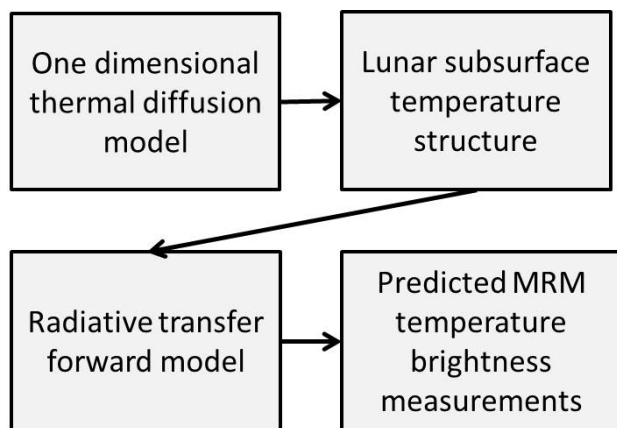 One dimensional
thermal diffusion
model
Lunar subsurface
temperature
structure
Radiative transfer
forward model
Predicted MRM
temperature
brightness
measurements